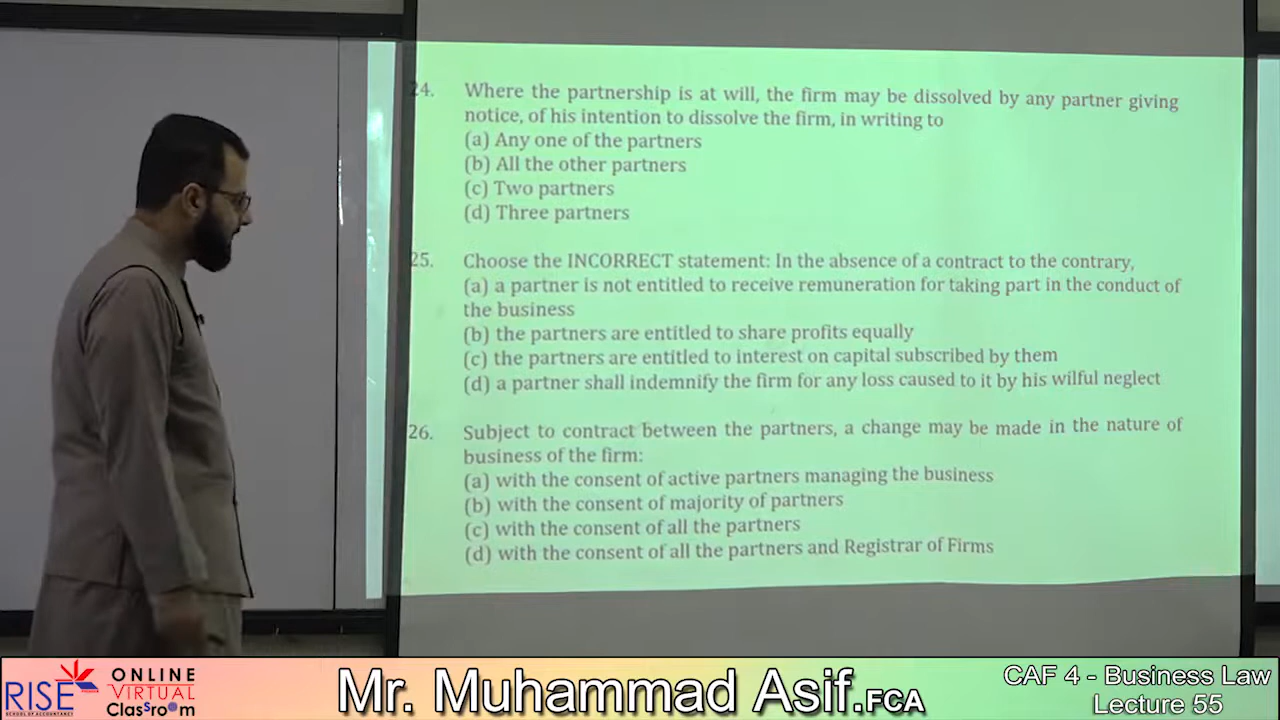 24. Where the partnership is at will, the firm may be dissolved by any partner giving
notice, of his intention to dissolve the firm, in writing to
(a) Any one of the partners
(b) All the other partners
(c) Two partners
(d) Three partners
25. Choose the INCORRECT statement: In the absence of a contract to the contrary,
(a) a partner is not entitled to receive remuneration for taking part in the conduct of
the business
(b) the partners are entitled to share profits equally
(c) the partners are entitled to interest on capital subscribed by them
(d) a partner shall indemnify the firm for any loss caused to it by his wilful neglect
26. Subject to contract between the partners, a change may be made in the nature of
business of the firm:
(a) with the consent of active partners managing the business
(b) with the consent of majority of partners
(c) with the consent of all the partners
(d) with the consent of all the partners and Registrar of Firms
RISE
SCHOOL OF ACCOUNTANCY
ONLINE
VIRTUAL
ClasSroom
Mr. Muhammad Asif.FCA
CAF 4 - Business Law
Lecture 55